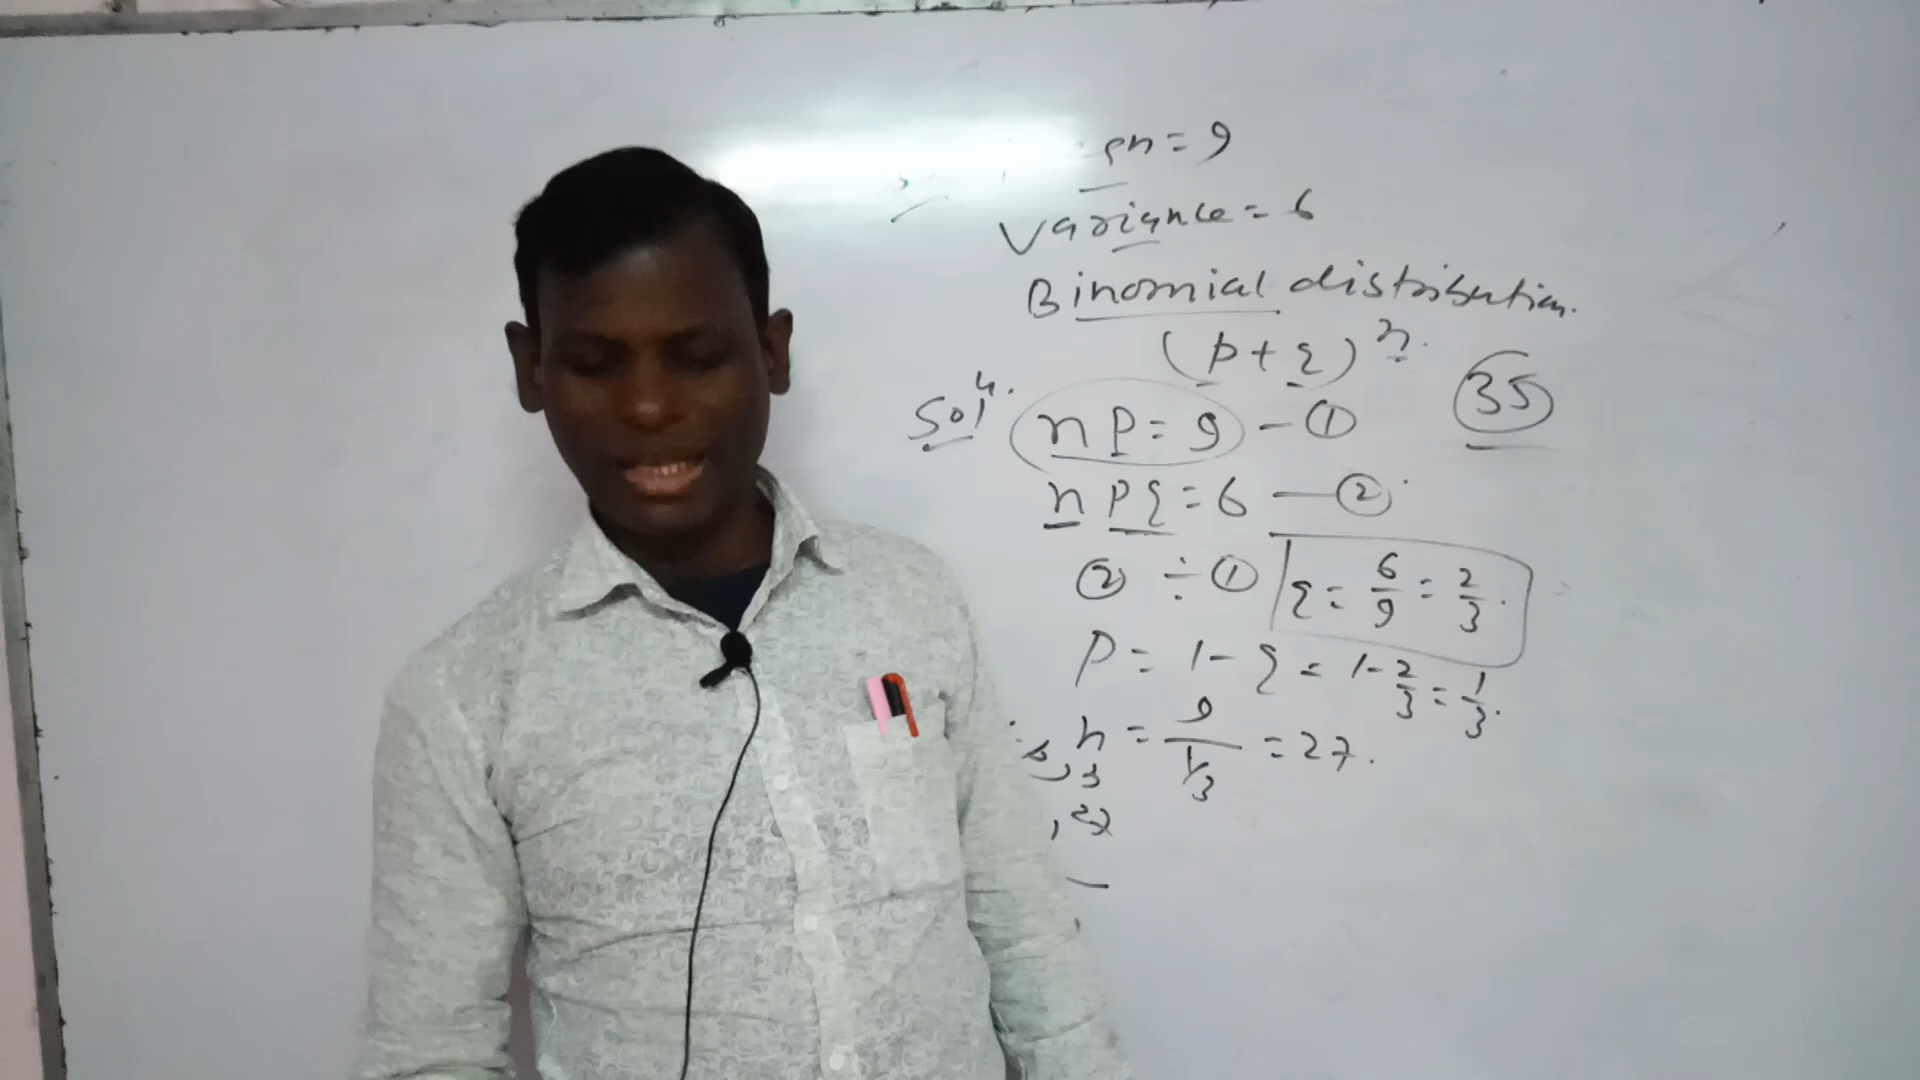 en = 9
Variance = 6
Binomial distribution.
(p + q)ⁿ.
35
Solⁿ. np = 9 — ①
npq = 6 — ②
② ÷ ① q = 6/9 = 2/3.
P = 1 - q = 1 - 2/3 = 1/3.
n = 9/(1/3) = 27.